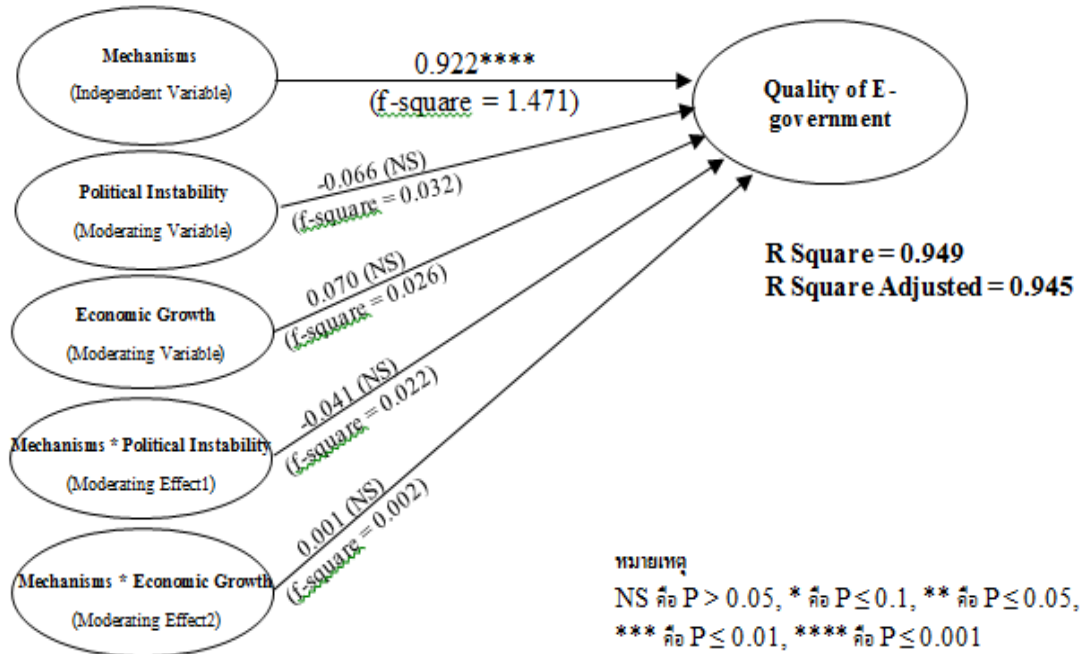 Mechanisms
(Independent Variable)
0.922****
(f-square = 1.471)
Quality of E-
government
Political Instability
(Moderating Variable)
-0.066 (NS)
(f-square = 0.032)
R Square = 0.949
R Square Adjusted = 0.945
Economic Growth
(Moderating Variable)
0.070 (NS)
(f-square = 0.026)
Mechanisms * Political Instability
(Moderating Effect1)
-0.041 (NS)
(f-square = 0.022)
Mechanisms * Economic Growth
(Moderating Effect2)
0.001 (NS)
(f-square = 0.002)
หมายเหตุ
NS คือ P > 0.05, * คือ P ≤ 0.1, ** คือ P ≤ 0.05,
*** คือ P ≤ 0.01, **** คือ P ≤ 0.001